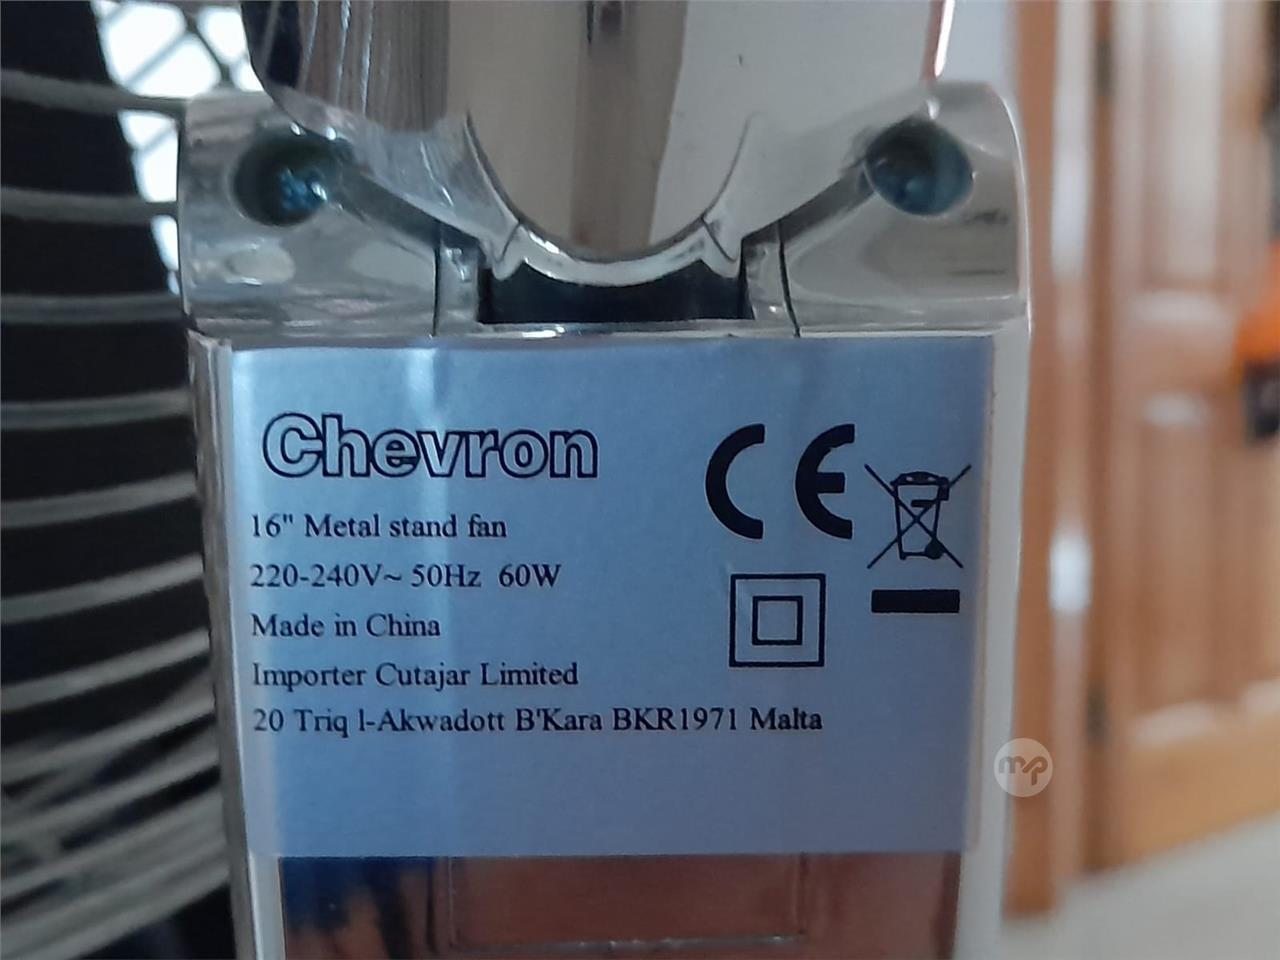 Chevron
CE
16" Metal stand fan
220-240V~ 50Hz 60W
Made in China
Importer Cutajar Limited
20 Triq l-Akwadott B'Kara BKR1971 Malta
mp